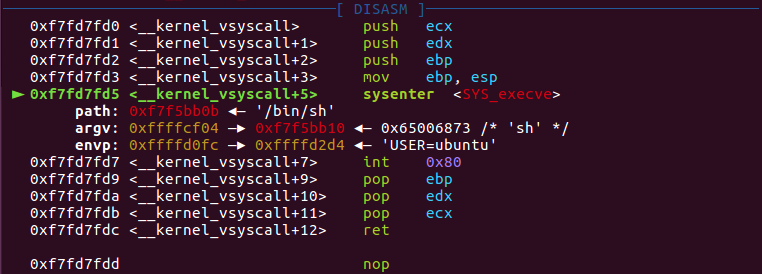 [ DISASM ]
0xf7fd7fd0 <__kernel_vsyscall> push ecx
0xf7fd7fd1 <__kernel_vsyscall+1> push edx
0xf7fd7fd2 <__kernel_vsyscall+2> push ebp
0xf7fd7fd3 <__kernel_vsyscall+3> mov ebp, esp
► 0xf7fd7fd5 <__kernel_vsyscall+5> sysenter <SYS_execve>
path: 0xf7f5bb0b ◄— '/bin/sh'
argv: 0xffffcf04 —► 0xf7f5bb10 ◄— 0x65006873 /* 'sh' */
envp: 0xffffd0fc —► 0xffffd2d4 ◄— 'USER=ubuntu'
0xf7fd7fd7 <__kernel_vsyscall+7> int 0x80
0xf7fd7fd9 <__kernel_vsyscall+9> pop ebp
0xf7fd7fda <__kernel_vsyscall+10> pop edx
0xf7fd7fdb <__kernel_vsyscall+11> pop ecx
0xf7fd7fdc <__kernel_vsyscall+12> ret
0xf7fd7fdd nop